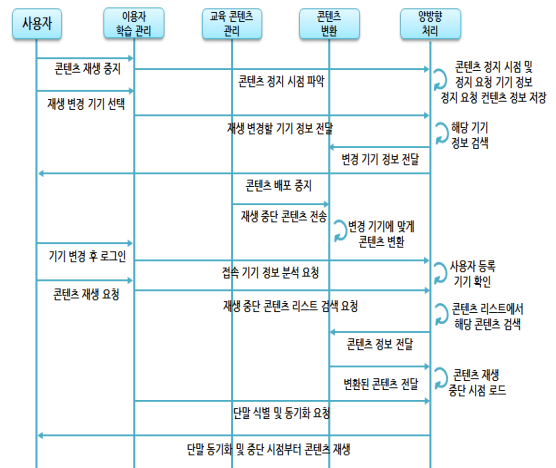 사용자
이용자
학습 관리
교육 콘텐츠
관리
콘텐츠
변환
양방향
처리
콘텐츠 재생 중지
콘텐츠 정지 시점 파악
콘텐츠 정지 시점 및
정지 요청 기기 정보
정지 요청 컨텐츠 정보 저장
재생 변경 기기 선택
재생 변경할 기기 정보 전달
해당 기기
정보 검색
변경 기기 정보 전달
콘텐츠 배포 중지
재생 중단 콘텐츠 전송
변경 기기에 맞게
콘텐츠 변환
기기 변경 후 로그인
접속 기기 정보 분석 요청
사용자 등록
기기 확인
콘텐츠 재생 요청
재생 중단 콘텐츠 리스트 검색 요청
콘텐츠 리스트에서
해당 콘텐츠 검색
콘텐츠 정보 전달
변환된 콘텐츠 전달
콘텐츠 재생
중단 시점 로드
단말 식별 및 동기화 요청
단말 동기화 및 중단 시점부터 콘텐츠 재생